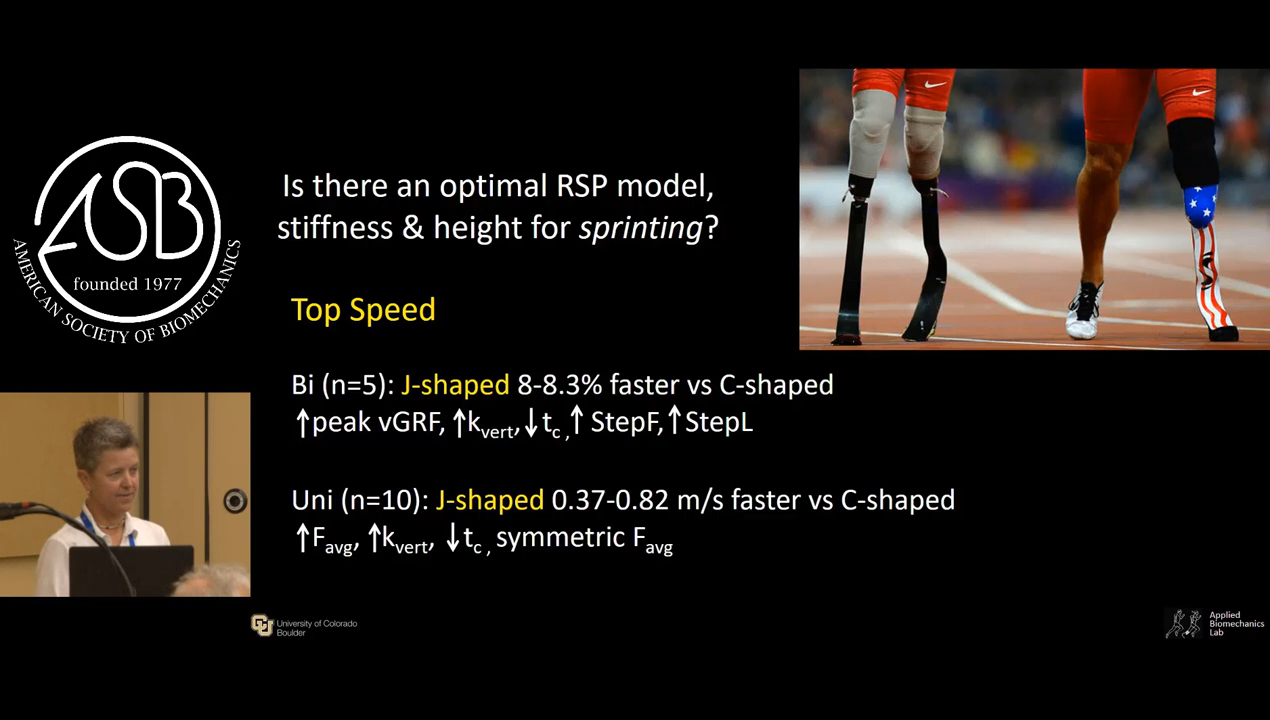 ASB
founded 1977
AMERICAN SOCIETY OF BIOMECHANICS
Is there an optimal RSP model,
stiffness & height for sprinting?
Top Speed
Bi (n=5): J-shaped 8-8.3% faster vs C-shaped
↑peak vGRF, ↑kvert, ↓tc, ↑ StepF, ↑StepL
Uni (n=10): J-shaped 0.37-0.82 m/s faster vs C-shaped
↑Favg, ↑kvert, ↓tc, symmetric Favg
CU
University of Colorado
Boulder
Applied
Biomechanics
Lab